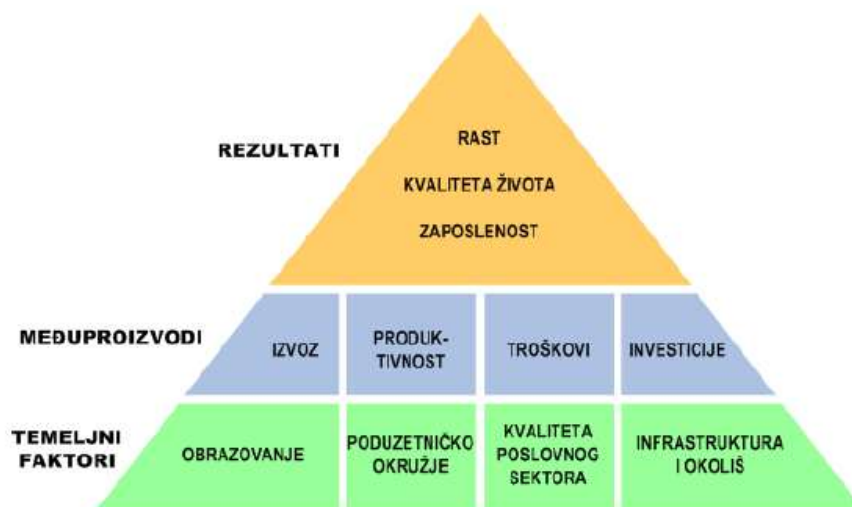 REZULTATI
RAST
KVALITETA ŽIVOTA
ZAPOSLENOST
MEĐUPROIZVODI
IZVOZ
PRODUK-
TIVNOST
TROŠKOVI
INVESTICIJE
TEMELJNI
FAKTORI
OBRAZOVANJE
PODUZETNIČKO
OKRUŽJE
KVALITETA
POSLOVNOG
SEKTORA
INFRASTRUKTURA
I OKOLIŠ